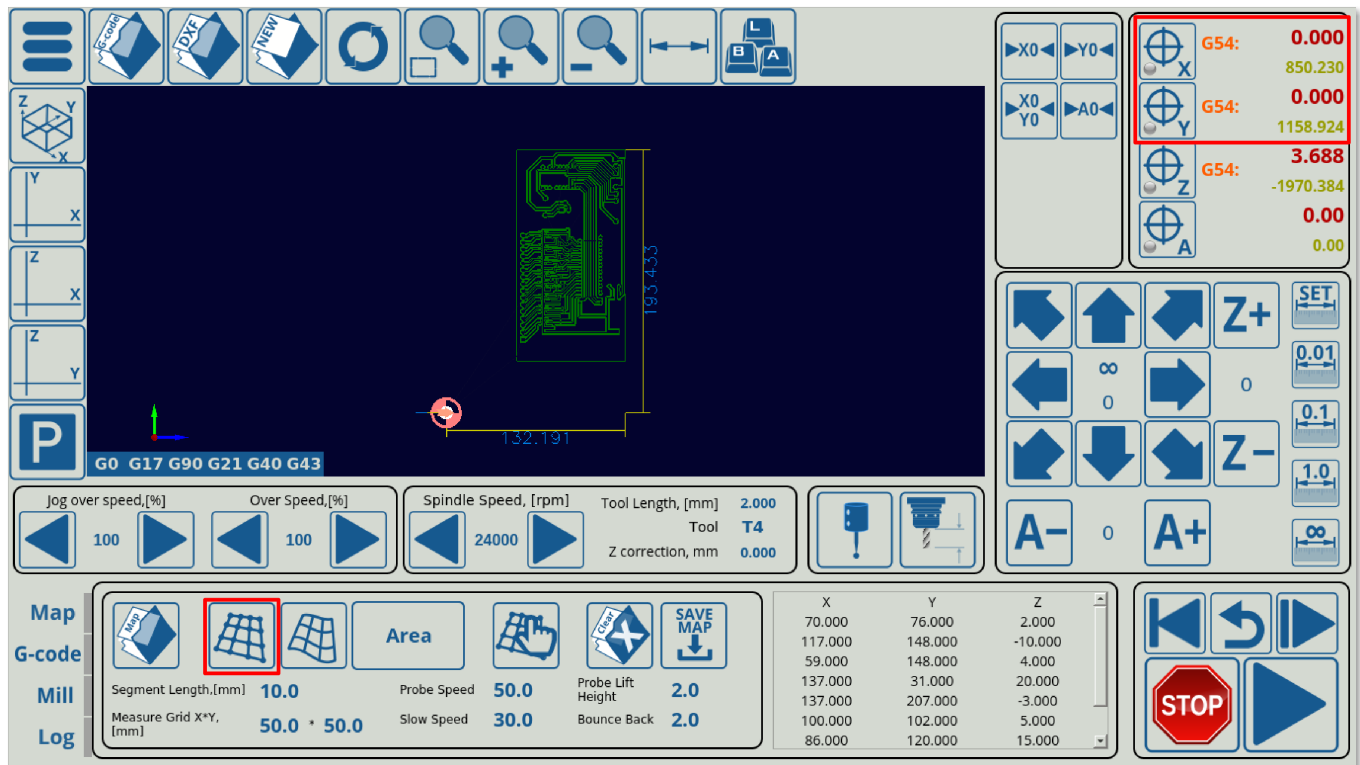 G-code DXF NEW L B A
Z Y X
Y X
Z X
Z Y
P
193.433
132.191
G0 G17 G90 G21 G40 G43
X0 Y0
X0 Y0 A0
X G54: 0.000
850.230
Y G54: 0.000
1158.924
Z G54: 3.688
-1970.384
A 0.00
0.00
Z+ SET
∞ 0 0 0.01
0.1
Z− 1.0
A− 0 A+ ∞
Jog over speed,[%] Over Speed,[%]
100 100
Spindle Speed, [rpm]
24000
Tool Length, [mm] 2.000
Tool T4
Z correction, mm 0.000
Map
G-code
Mill
Log
Map Area Clear SAVE MAP
Segment Length,[mm] 10.0 Probe Speed 50.0 Probe Lift Height 2.0
Measure Grid X*Y, [mm] 50.0 * 50.0 Slow Speed 30.0 Bounce Back 2.0
X Y Z
70.000 76.000 2.000
117.000 148.000 -10.000
59.000 148.000 4.000
137.000 31.000 20.000
137.000 207.000 -3.000
100.000 102.000 5.000
86.000 120.000 15.000
STOP